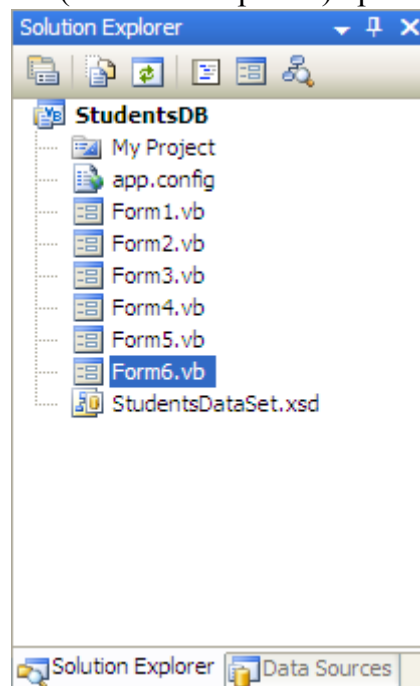 Solution Explorer
StudentsDB
My Project
app.config
Form1.vb
Form2.vb
Form3.vb
Form4.vb
Form5.vb
Form6.vb
StudentsDataSet.xsd
Solution Explorer Data Sources